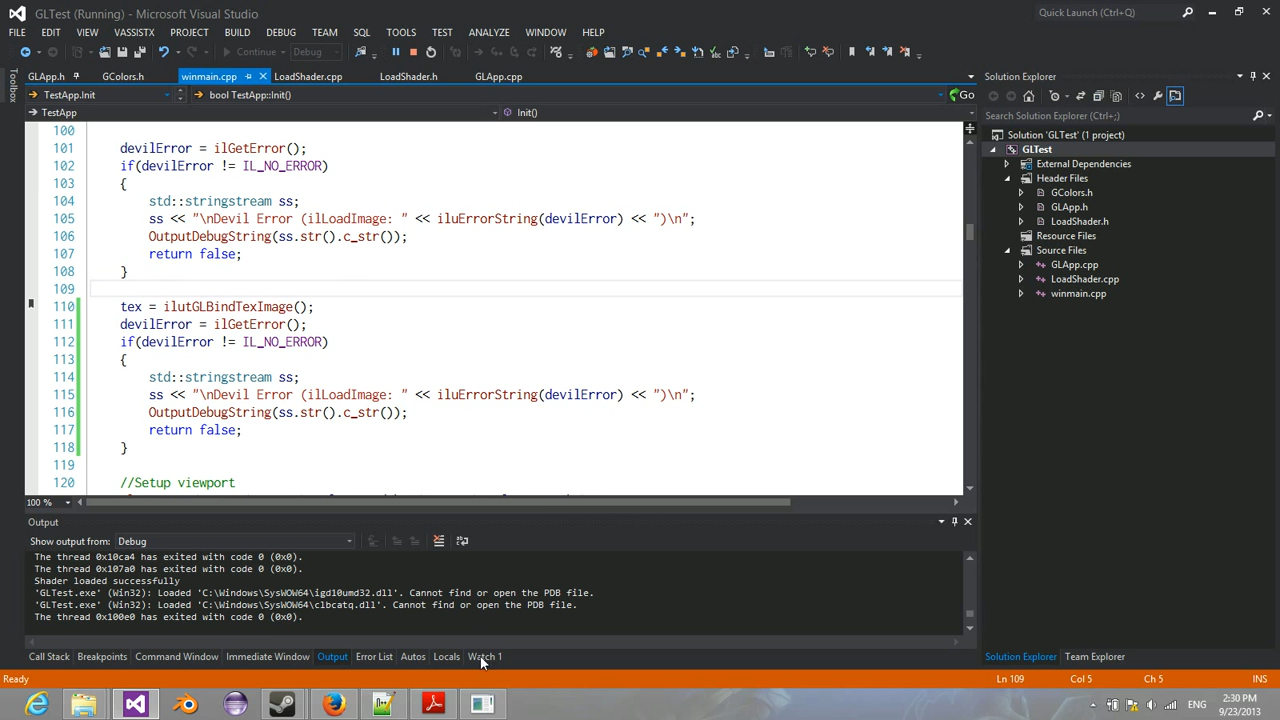 GLTest (Running) - Microsoft Visual Studio
Quick Launch (Ctrl+Q)
FILE EDIT VIEW VASSISTX PROJECT BUILD DEBUG TEAM SQL TOOLS TEST ANALYZE WINDOW HELP
Continue Debug
GLApp.h GColors.h winmain.cpp LoadShader.cpp LoadShader.h GLApp.cpp
Toolbox
TestApp.Init bool TestApp::Init() Go
TestApp Init()
100
101 devilError = ilGetError();
102 if(devilError != IL_NO_ERROR)
103 {
104 std::stringstream ss;
105 ss << "\nDevil Error (ilLoadImage: " << iluErrorString(devilError) << ")\n";
106 OutputDebugString(ss.str().c_str());
107 return false;
108 }
109
110 tex = ilutGLBindTexImage();
111 devilError = ilGetError();
112 if(devilError != IL_NO_ERROR)
113 {
114 std::stringstream ss;
115 ss << "\nDevil Error (ilLoadImage: " << iluErrorString(devilError) << ")\n";
116 OutputDebugString(ss.str().c_str());
117 return false;
118 }
119
120 //Setup viewport
100 %
Output
Show output from: Debug
The thread 0x10ca4 has exited with code 0 (0x0).
The thread 0x107a0 has exited with code 0 (0x0).
Shader loaded successfully
'GLTest.exe' (Win32): Loaded 'C:\Windows\SysWOW64\igd10umd32.dll'. Cannot find or open the PDB file.
'GLTest.exe' (Win32): Loaded 'C:\Windows\SysWOW64\clbcatq.dll'. Cannot find or open the PDB file.
The thread 0x100e0 has exited with code 0 (0x0).
Call Stack Breakpoints Command Window Immediate Window Output Error List Autos Locals Watch 1
Solution Explorer
Search Solution Explorer (Ctrl+;)
Solution 'GLTest' (1 project)
GLTest
External Dependencies
Header Files
GColors.h
GLApp.h
LoadShader.h
Resource Files
Source Files
GLApp.cpp
LoadShader.cpp
winmain.cpp
Solution Explorer Team Explorer
Ready Ln 109 Col 5 Ch 5 INS
ENG
2:30 PM
9/23/2013